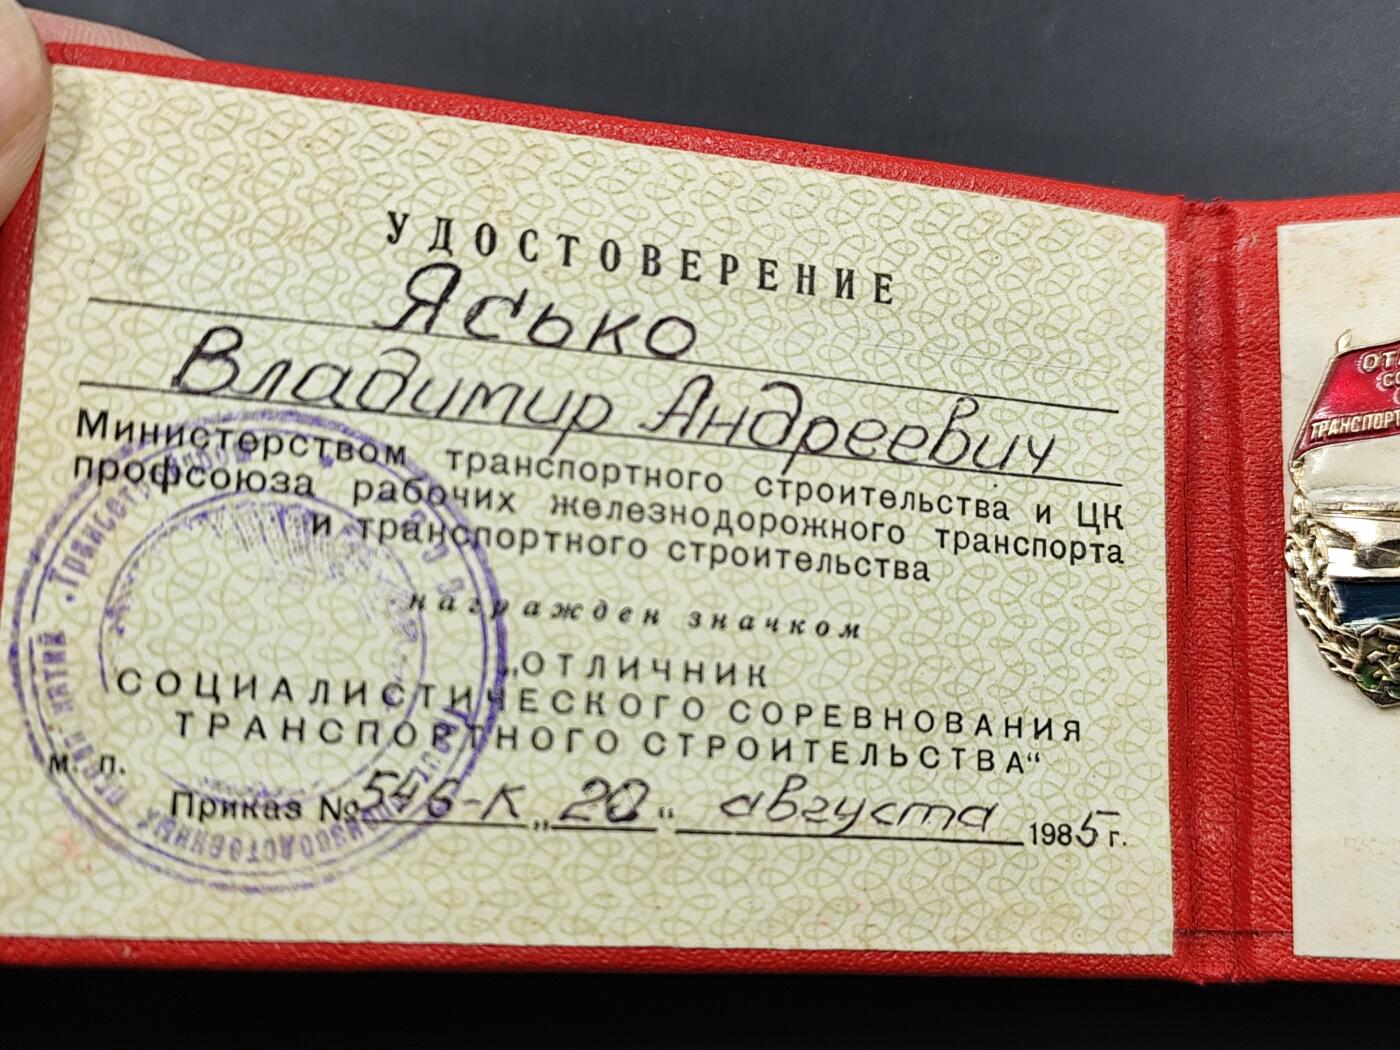 УДОСТОВЕРЕНИЕ
Ясько
Владимир Андреевич
Министерством транспортного строительства и ЦК
профсоюза рабочих железнодорожного транспорта
и транспортного строительства
награжден значком
„ОТЛИЧНИК
СОЦИАЛИСТИЧЕСКОГО СОРЕВНОВАНИЯ
ТРАНСПОРТНОГО СТРОИТЕЛЬСТВА“
м. п.
Приказ № 546-к „20“ августа 1985 г.
ТРАНСПОР